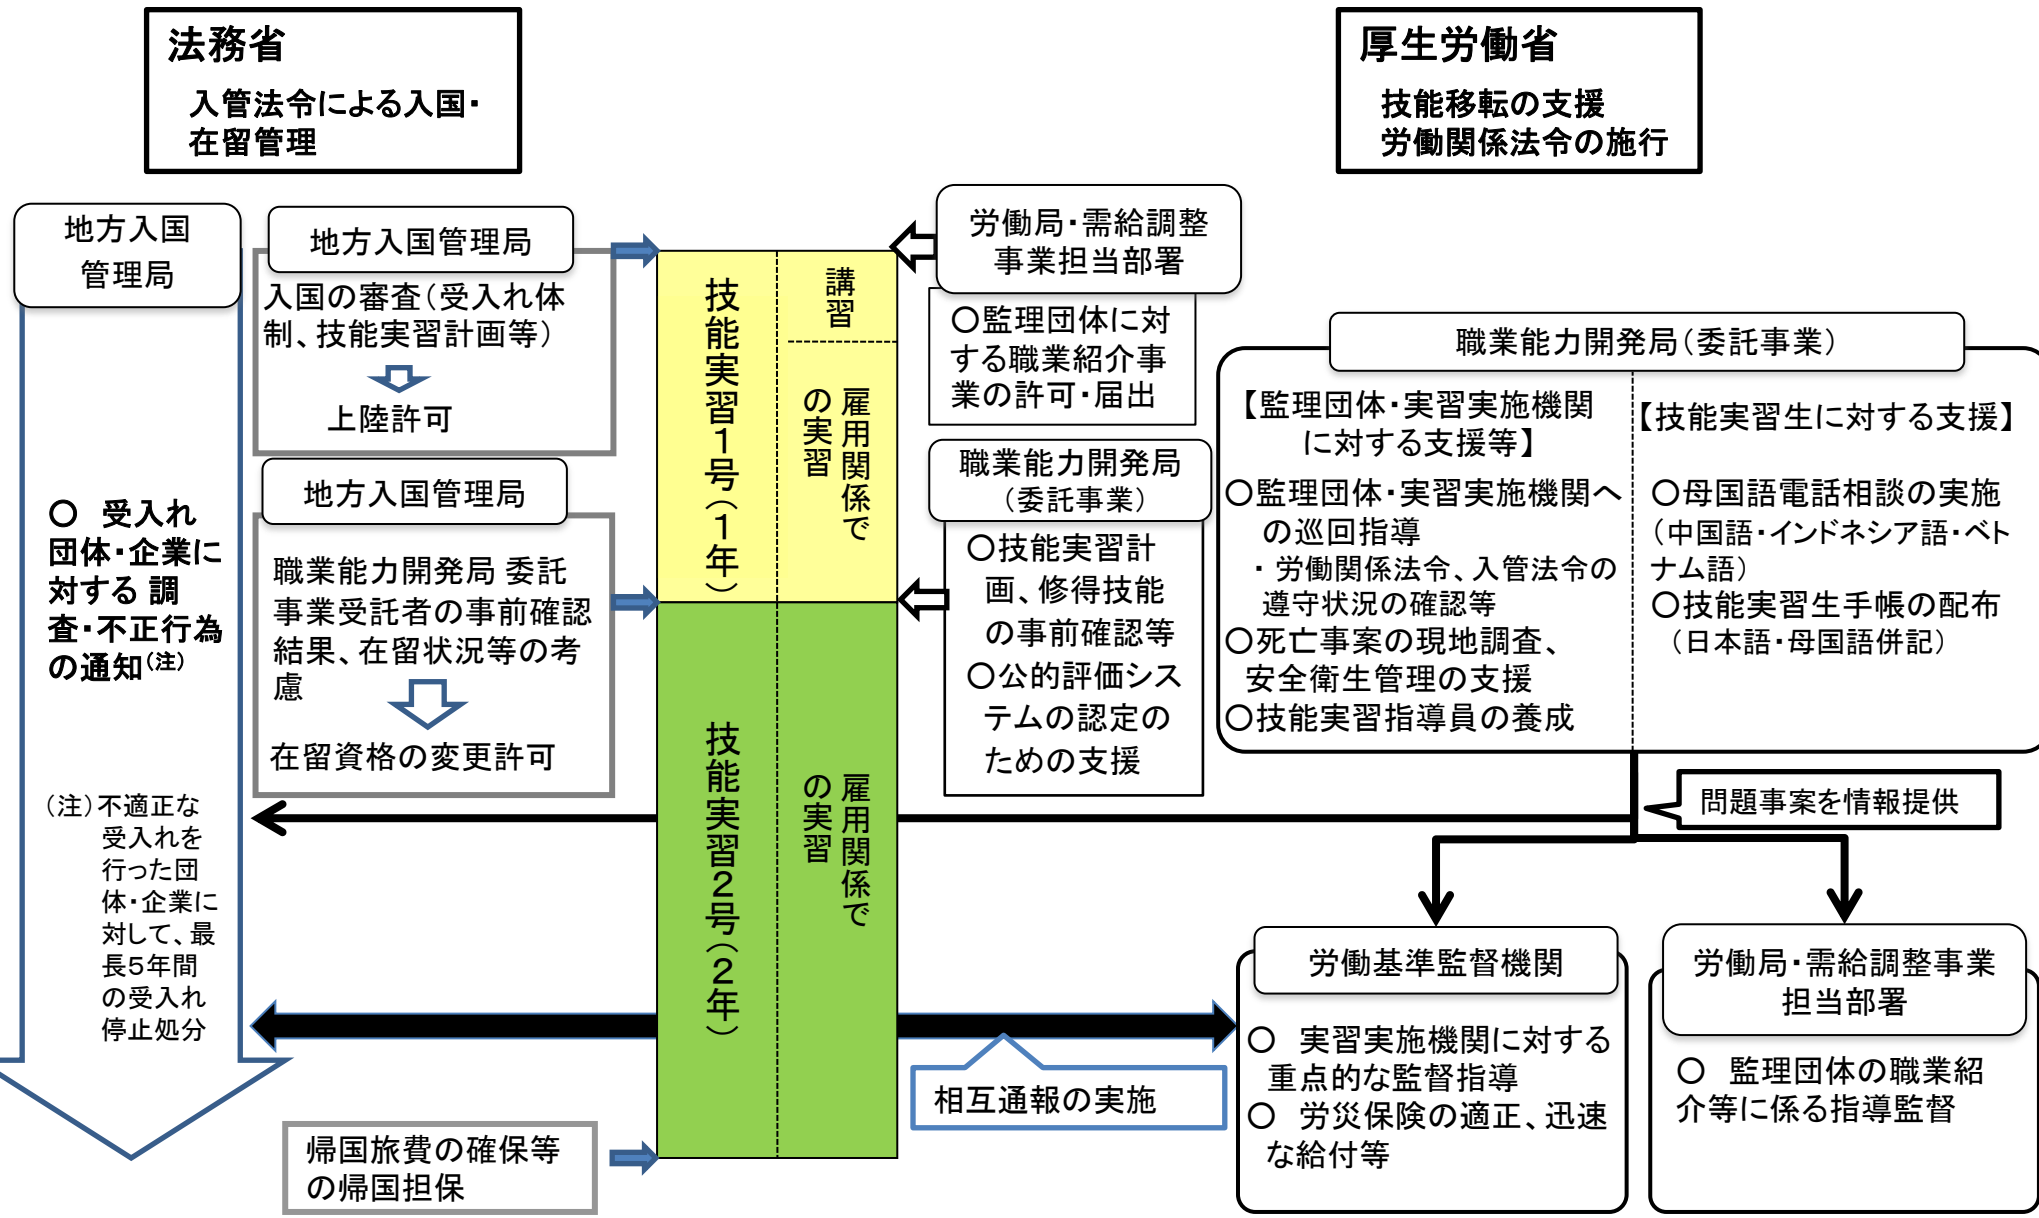 法務省
入管法令による入国・
在留管理
厚生労働省
技能移転の支援
労働関係法令の施行
地方入国
管理局
○　受入れ
団体・企業に
対する 調
査・不正行為
の通知(注)
（注）不適正な
受入れを
行った団
体・企業に
対して、最
長5年間
の受入れ
停止処分
地方入国管理局
入国の審査（受入れ体
制、技能実習計画等）
上陸許可
地方入国管理局
職業能力開発局 委託
事業受託者の事前確認
結果、在留状況等の考
慮
在留資格の変更許可
帰国旅費の確保等
の帰国担保
技能実習１号（１年）
講習
雇用関係で
の実習
技能実習２号（２年）
雇用関係で
の実習
労働局・需給調整
事業担当部署
○監理団体に対
する職業紹介事
業の許可・届出
職業能力開発局
（委託事業）
○技能実習計
画、修得技能
の事前確認等
○公的評価シス
テムの認定の
ための支援
職業能力開発局（委託事業）
【監理団体・実習実施機関
に対する支援等】
○監理団体・実習実施機関へ
の巡回指導
・ 労働関係法令、入管法令の
遵守状況の確認等
○死亡事案の現地調査、
安全衛生管理の支援
○技能実習指導員の養成
【技能実習生に対する支援】
○母国語電話相談の実施
（中国語・インドネシア語・ベト
ナム語）
○技能実習生手帳の配布
（日本語・母国語併記）
問題事案を情報提供
相互通報の実施
労働基準監督機関
○　実習実施機関に対する
重点的な監督指導
○　労災保険の適正、迅速
な給付等
労働局・需給調整事業
担当部署
○　監理団体の職業紹
介等に係る指導監督